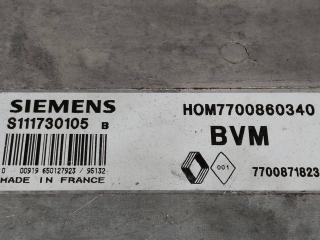 SIEMENS
S111730105 B
0 00919 650127923 / 95132
MADE IN FRANCE
HOM7700860340
BVM
001
7700871823